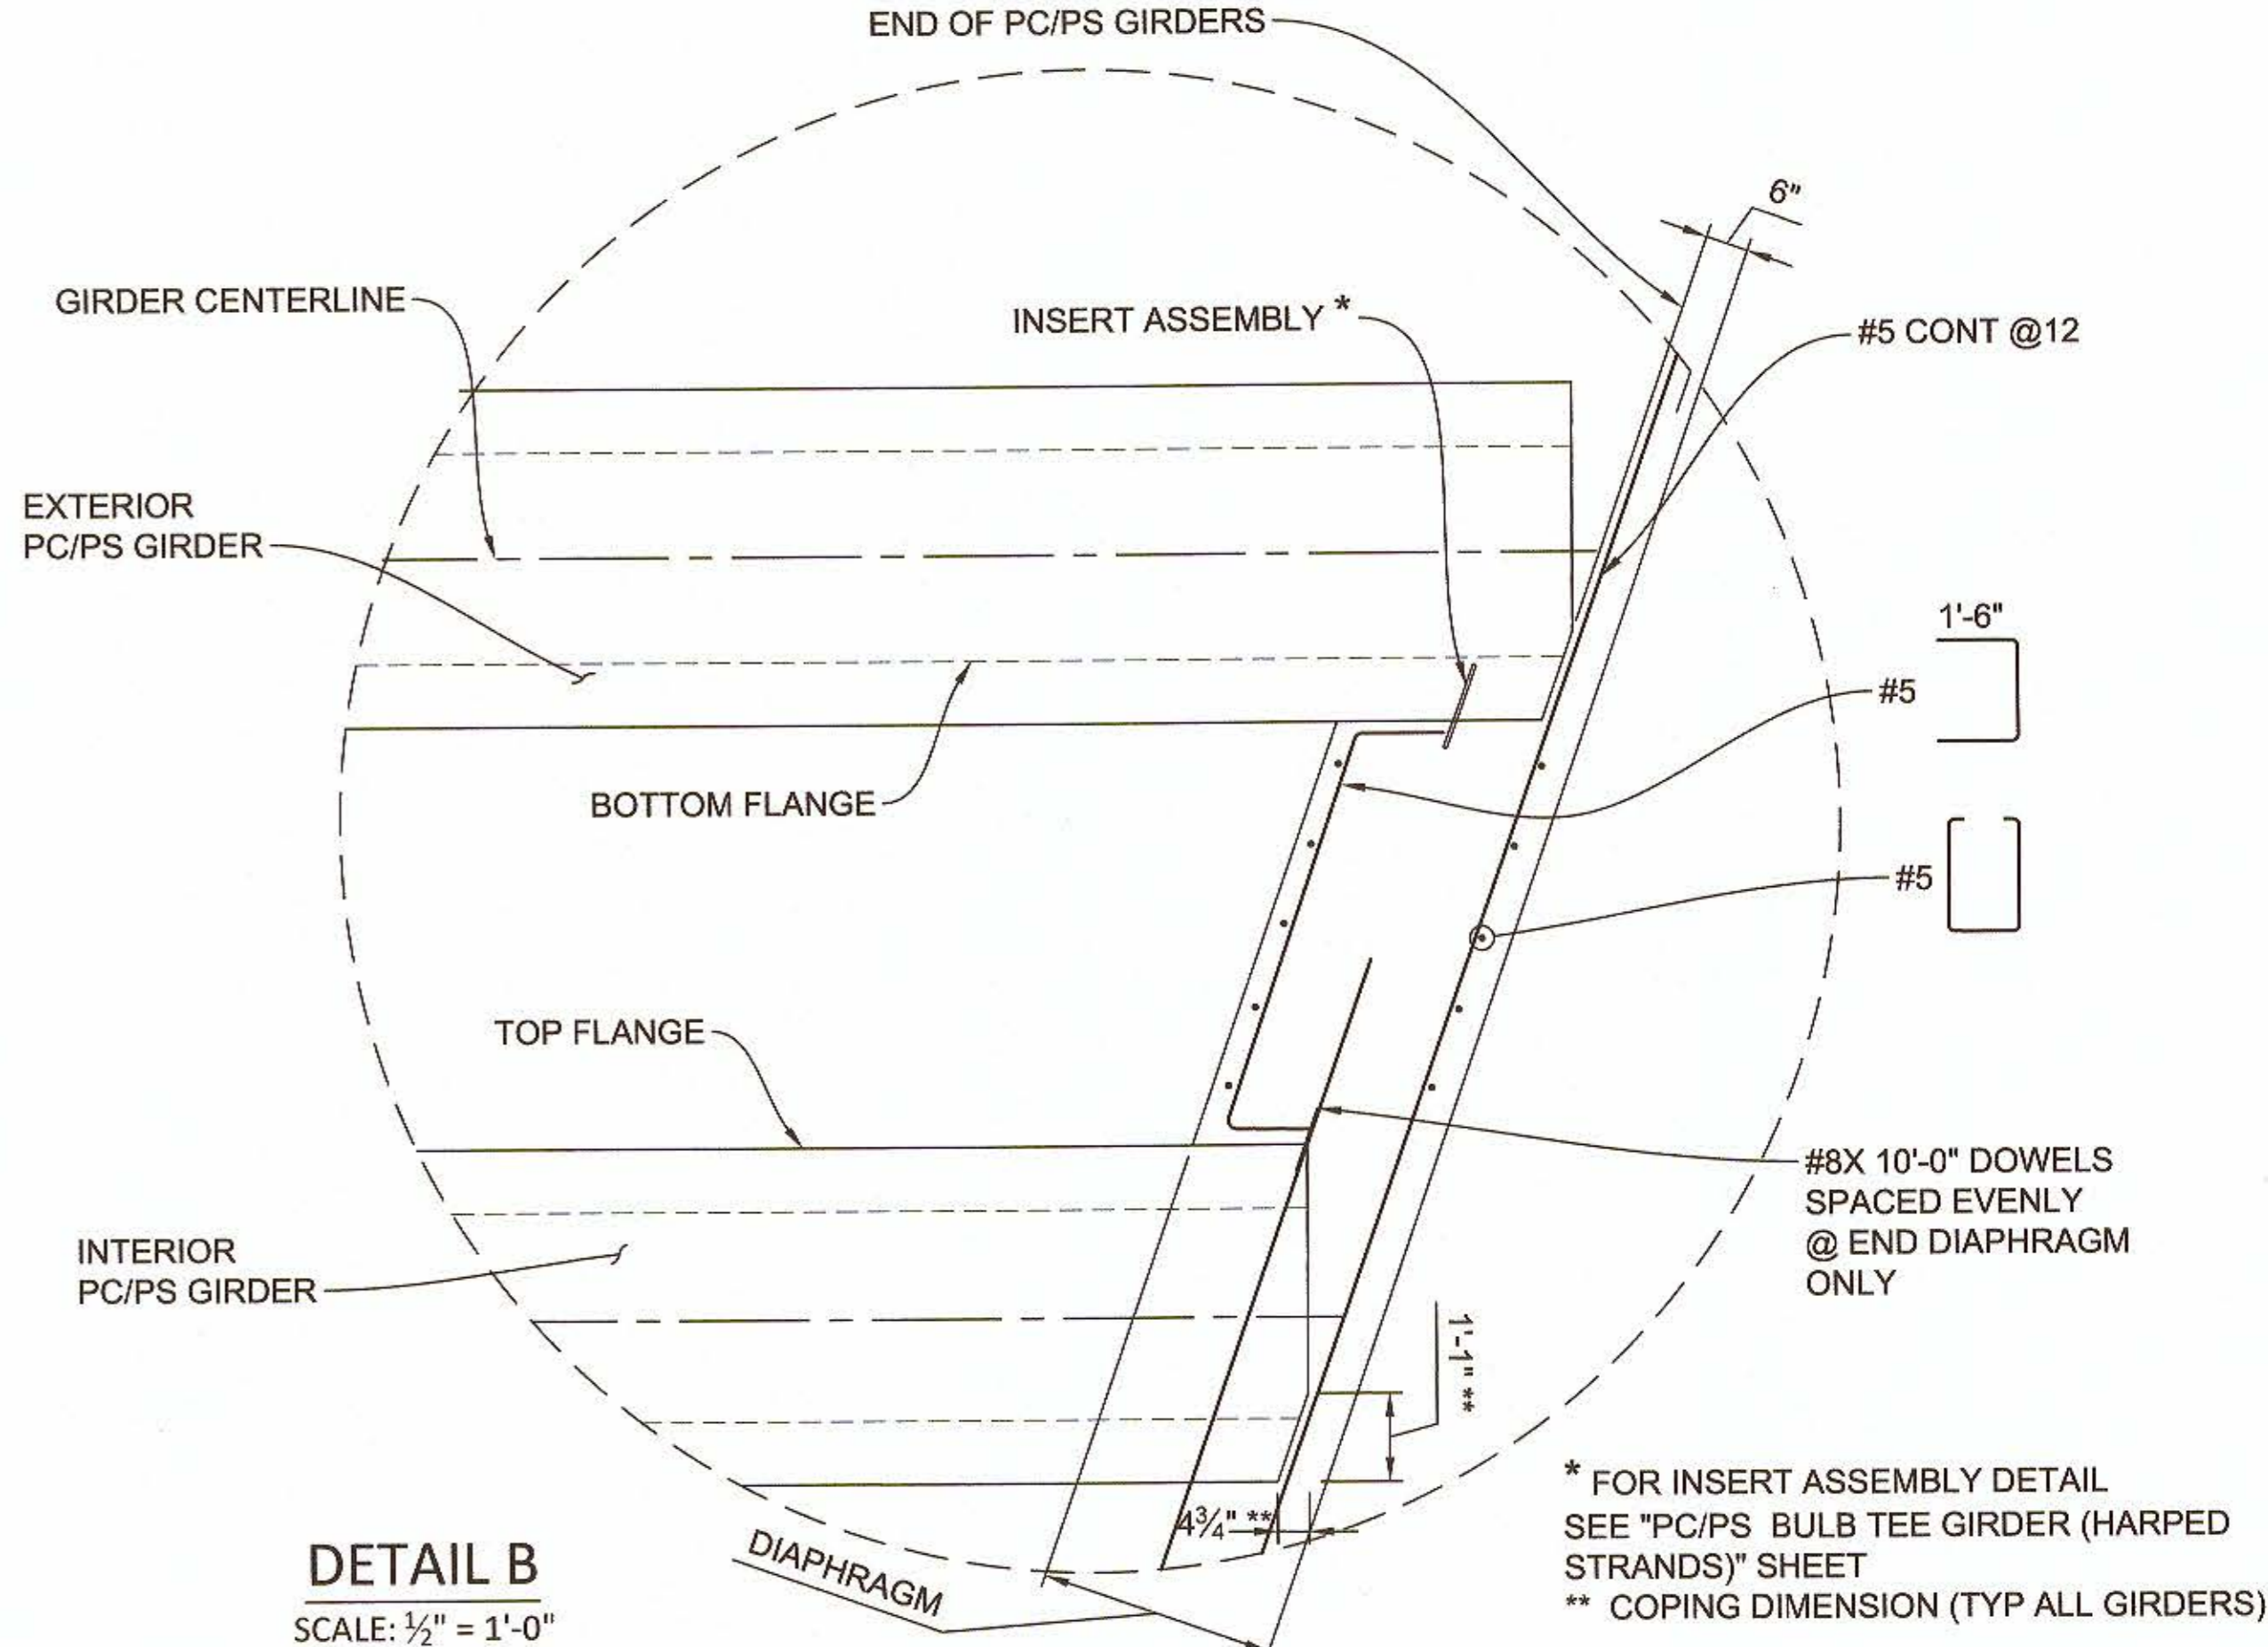 END OF PC/PS GIRDERS
6"
GIRDER CENTERLINE
INSERT ASSEMBLY *
#5 CONT @12
EXTERIOR
PC/PS GIRDER
1'-6"
#5
BOTTOM FLANGE
#5
TOP FLANGE
#8X 10'-0" DOWELS
SPACED EVENLY
@ END DIAPHRAGM
ONLY
INTERIOR
PC/PS GIRDER
1'-1" **
4¾" **
DIAPHRAGM
* FOR INSERT ASSEMBLY DETAIL
SEE "PC/PS BULB TEE GIRDER (HARPED
STRANDS)" SHEET
** COPING DIMENSION (TYP ALL GIRDERS)
DETAIL B
SCALE: ½" = 1'-0"